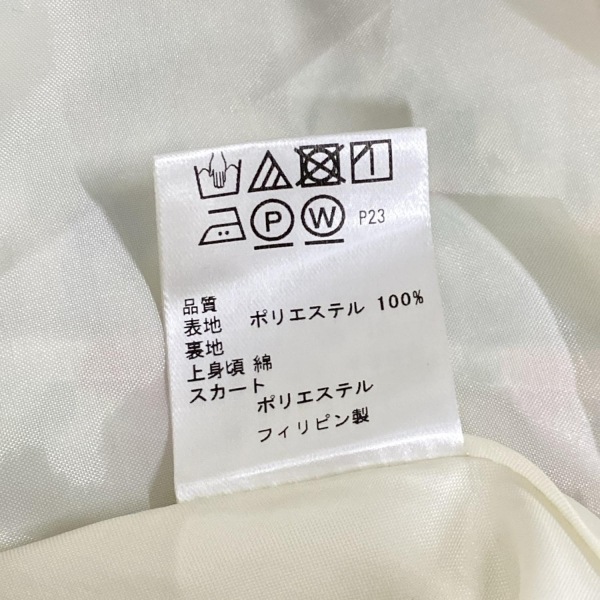 P W P23
品質
表地 ポリエステル 100%
裏地
上身頃 綿
スカート
ポリエステル
フィリピン製